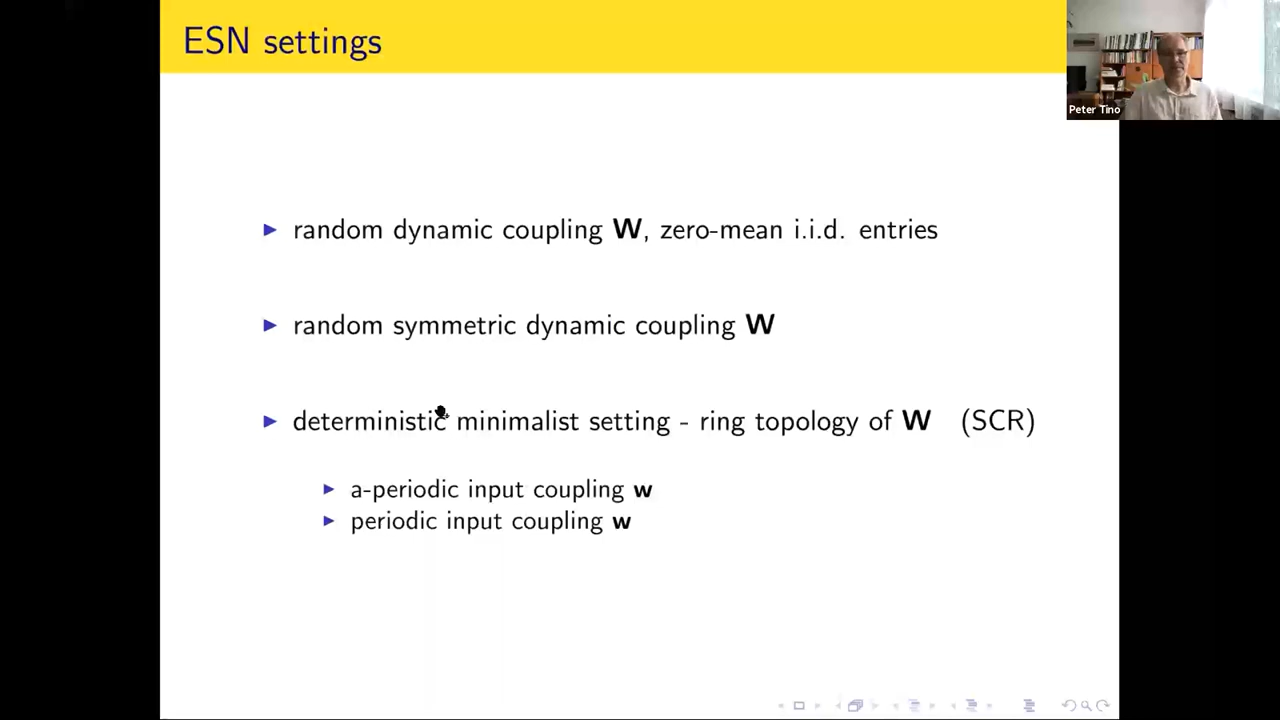 ESN settings
Peter Tino
random dynamic coupling W, zero-mean i.i.d. entries
random symmetric dynamic coupling W
deterministic minimalist setting - ring topology of W (SCR)
a-periodic input coupling w
periodic input coupling w